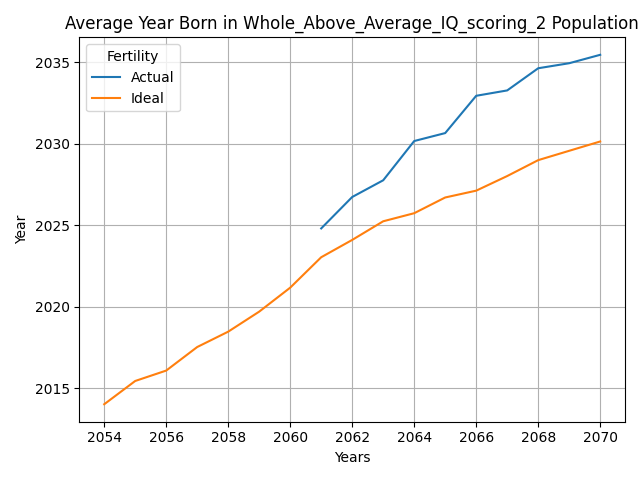 Average Year Born in Whole_Above_Average_IQ_scoring_2 Population
Fertility
Actual
Ideal
2035
2030
2025
2020
2015
Year
2054 2056 2058 2060 2062 2064 2066 2068 2070
Years